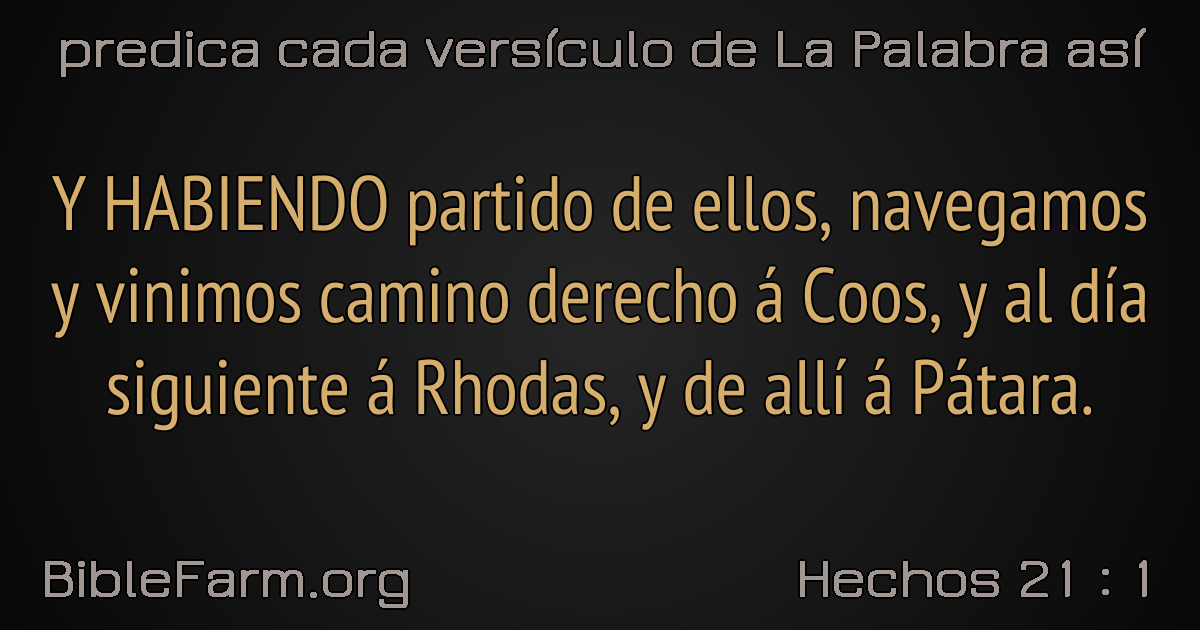 predica cada versículo de La Palabra así
Y HABIENDO partido de ellos, navegamos
y vinimos camino derecho á Coos, y al día
siguiente á Rhodas, y de allí á Pátara.
BibleFarm.org
Hechos 21 : 1